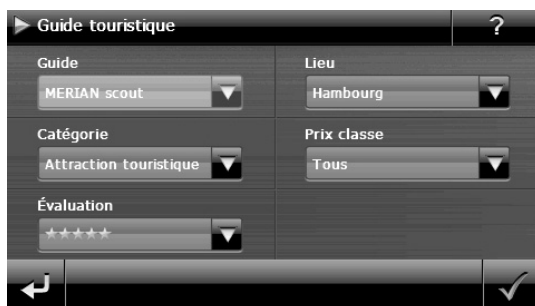 Guide touristique ?
Guide
MERIAN scout
Lieu
Hambourg
Catégorie
Attraction touristique
Prix classe
Tous
Évaluation
★★★★★